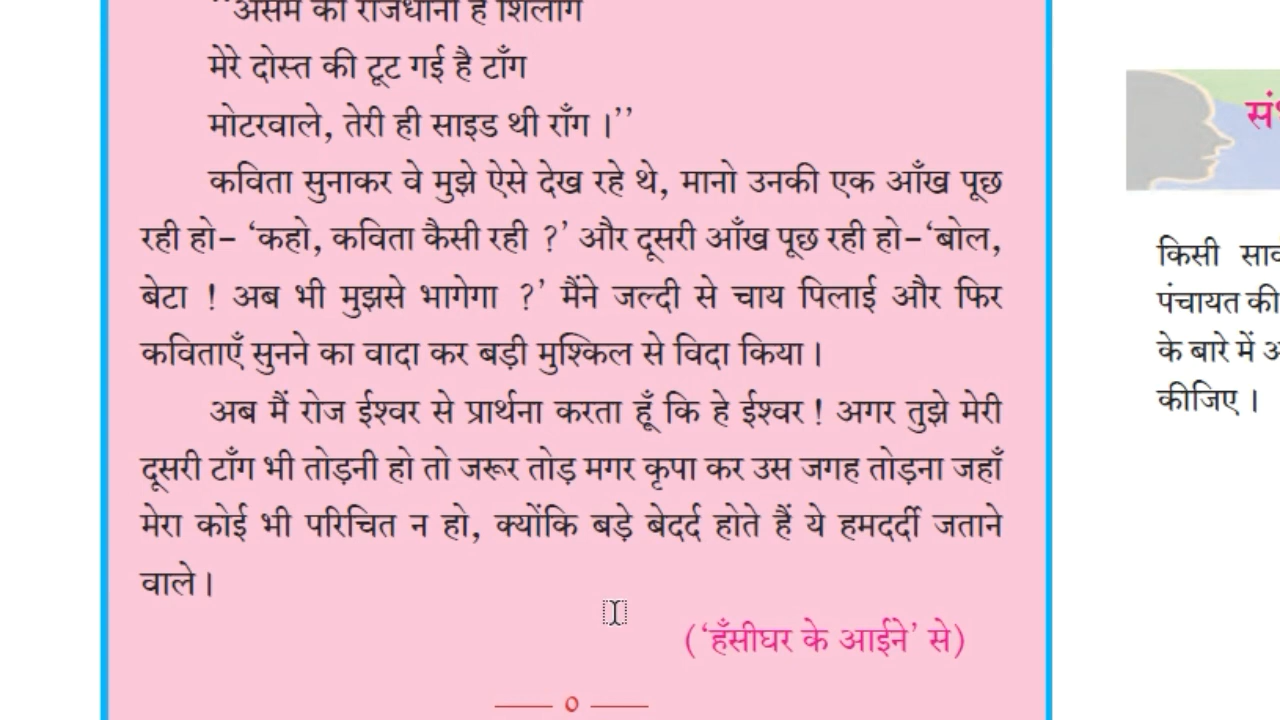 ‘‘असम की राजधानी है शिलाँग
मेरे दोस्त की टूट गई है टाँग
मोटरवाले, तेरी ही साइड थी राँग ।’’
कविता सुनाकर वे मुझे ऐसे देख रहे थे, मानो उनकी एक आँख पूछ
रही हो– ‘कहो, कविता कैसी रही ?’ और दूसरी आँख पूछ रही हो–‘बोल,
बेटा ! अब भी मुझसे भागेगा ?’ मैंने जल्दी से चाय पिलाई और फिर
कविताएँ सुनने का वादा कर बड़ी मुश्किल से विदा किया ।
अब मैं रोज ईश्वर से प्रार्थना करता हूँ कि हे ईश्वर ! अगर तुझे मेरी
दूसरी टाँग भी तोड़नी हो तो जरूर तोड़ मगर कृपा कर उस जगह तोड़ना जहाँ
मेरा कोई भी परिचित न हो, क्योंकि बड़े बेदर्द होते हैं ये हमदर्दी जताने
वाले ।
(‘हँसीघर के आईने’ से)
किसी
पंचायत की
के बारे में
कीजिए ।